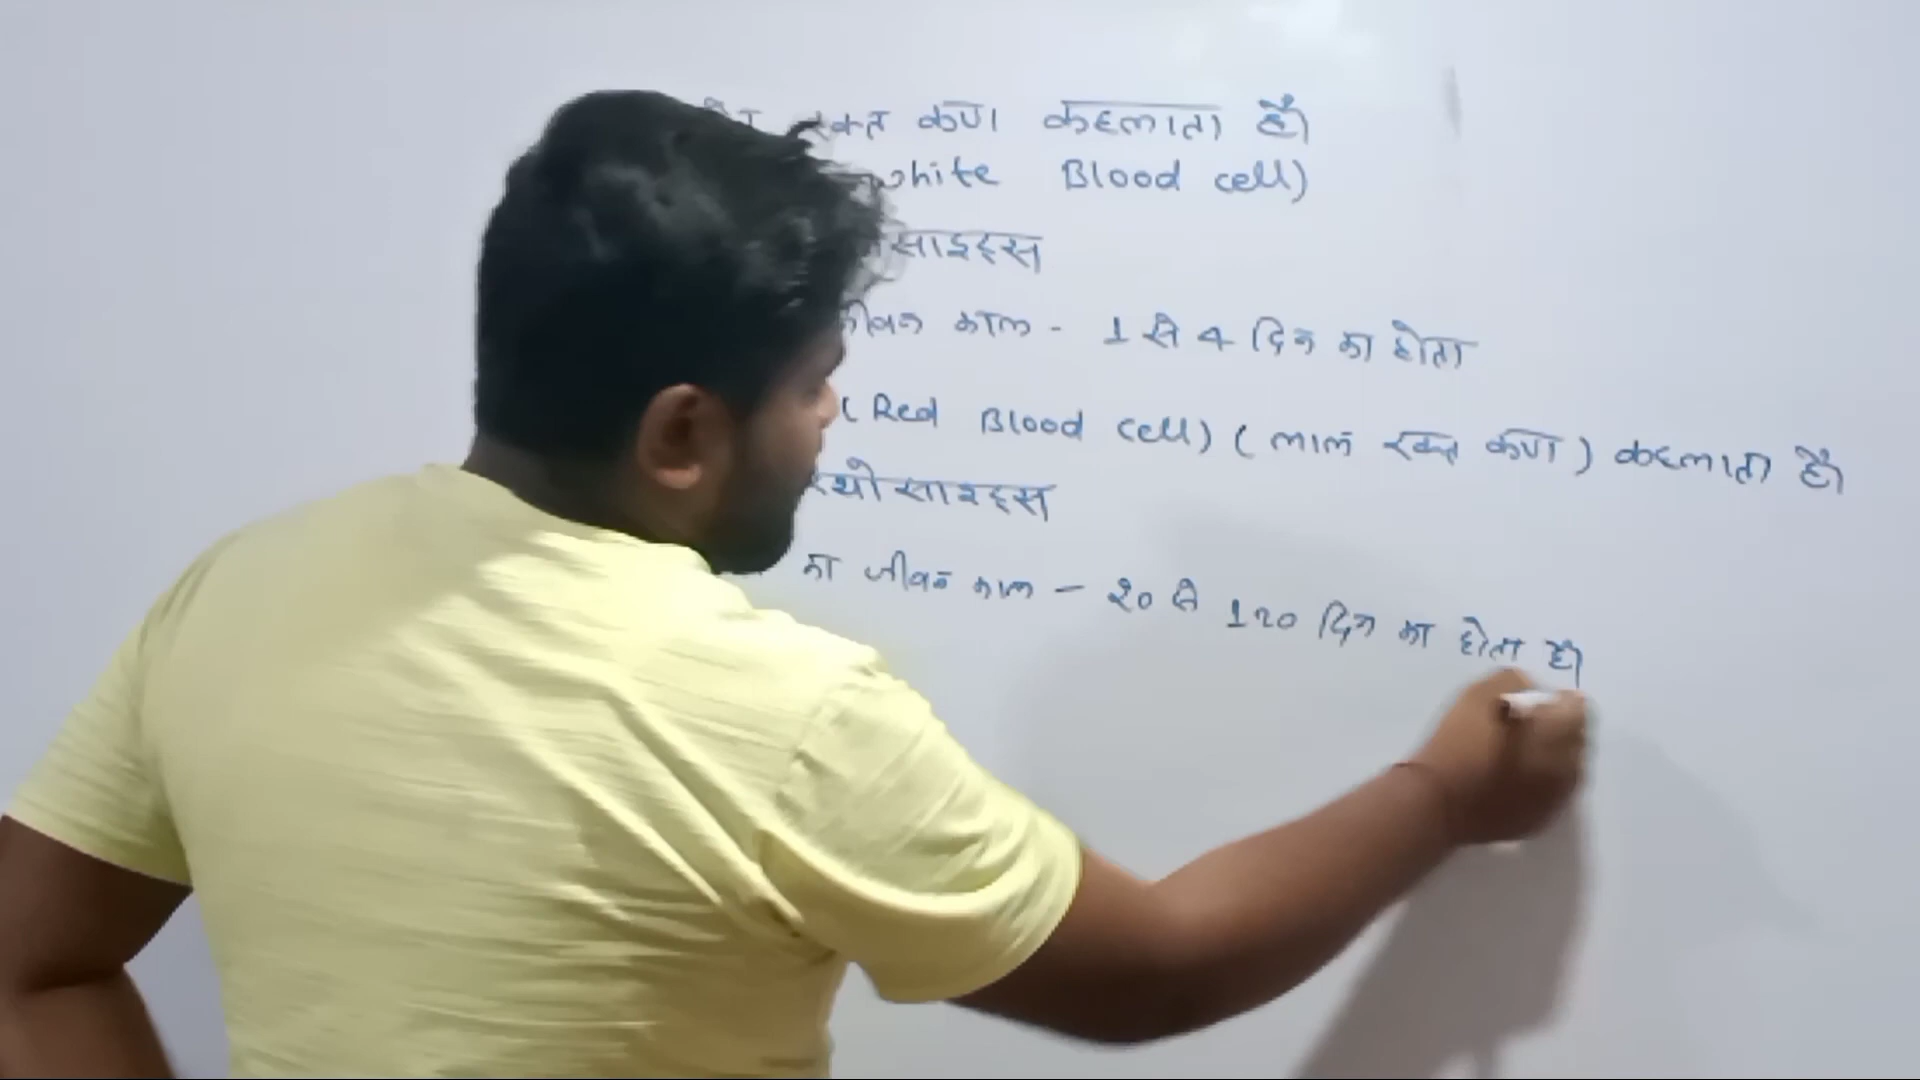 रक्त कण कहलाता है।
white Blood cell)
साइट्स
जीवन काल - 1 से 4 दिन का होता
(Red Blood cell) (लाल रक्त कण) कहलाता है।
थ्रोसाइट्स
का जीवन काल - 20 से 120 दिन का होता है।